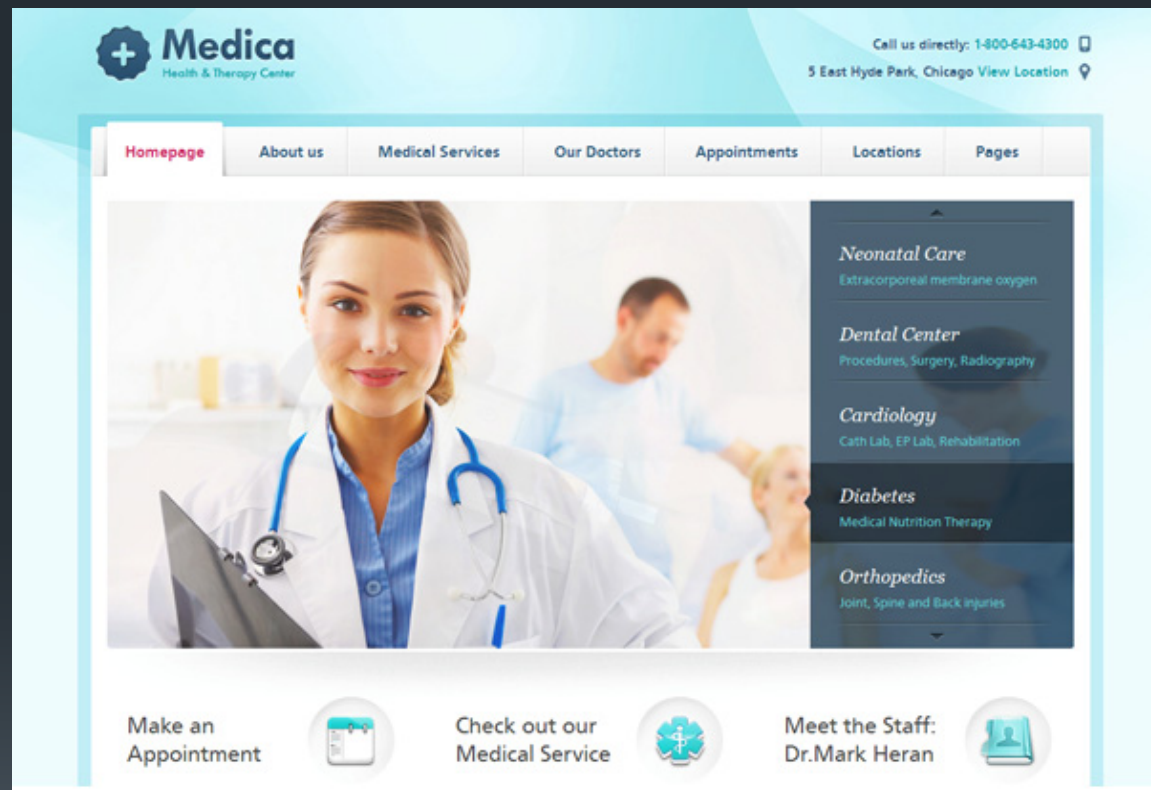 Medica
Health & Therapy Center
Call us directly: 1-800-643-4300
5 East Hyde Park, Chicago View Location
Homepage About us Medical Services Our Doctors Appointments Locations Pages
Neonatal Care
Extracorporeal membrane oxygen
Dental Center
Procedures, Surgery, Radiography
Cardiology
Cath Lab, EP Lab, Rehabilitation
Diabetes
Medical Nutrition Therapy
Orthopedics
Joint, Spine and Back injuries
Make an
Appointment
Check out our
Medical Service
Meet the Staff:
Dr.Mark Heran